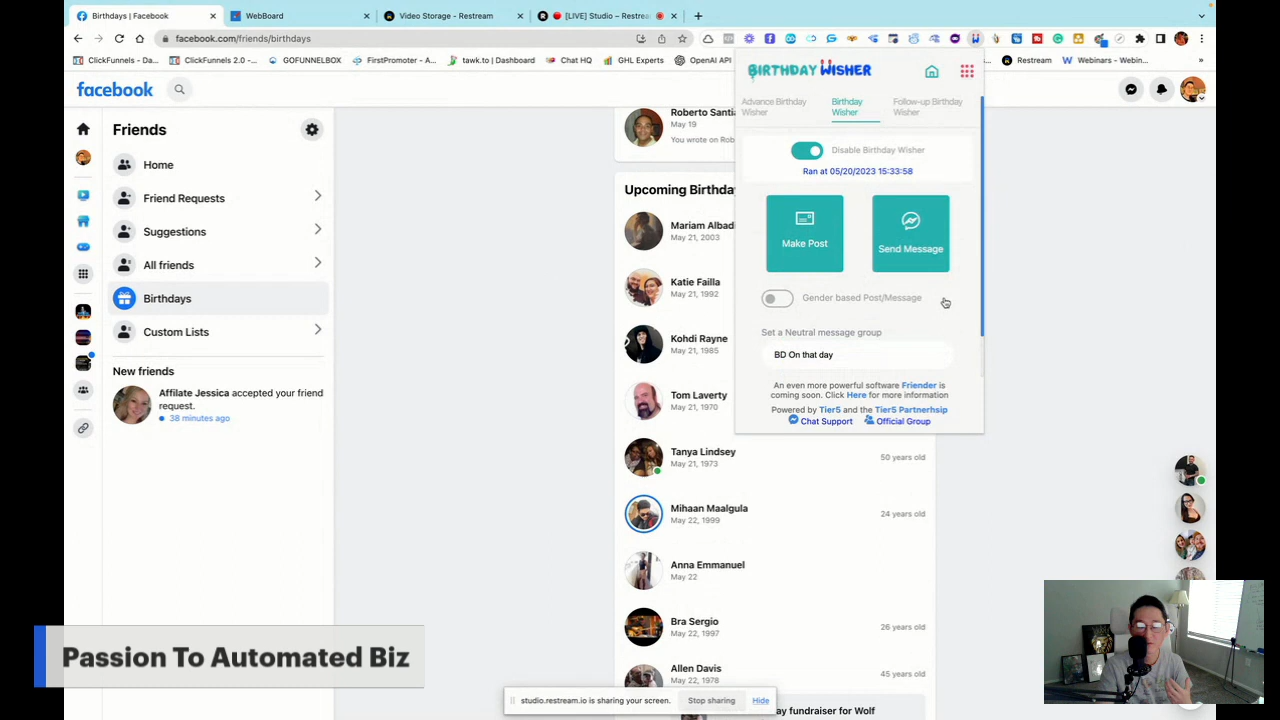 Birthdays | Facebook
WebBoard
Video Storage - Restream
[LIVE] Studio – Restrea
facebook.com/friends/birthdays
ClickFunnels - Da...
ClickFunnels 2.0 -...
GOFUNNELBOX
FirstPromoter - A...
tawk.to | Dashboard
Chat HQ
GHL Experts
OpenAI API
Restream
Webinars - Webin...
facebook
Friends
Home
Friend Requests
Suggestions
All friends
Birthdays
Custom Lists
New friends
Affilate Jessica accepted your friend
request.
38 minutes ago
Roberto Santia
May 19
You wrote on Rob
Upcoming Birthda
Mariam Albadi
May 21, 2003
Katie Failla
May 21, 1992
Kohdi Rayne
May 21, 1985
Tom Laverty
May 21, 1970
Tanya Lindsey
May 21, 1973
50 years old
Mihaan Maalgula
May 22, 1999
24 years old
Anna Emmanuel
May 22
Bra Sergio
May 22, 1997
26 years old
Allen Davis
May 22, 1978
45 years old
ay fundraiser for Wolf
BIRTHDAY WISHER
Advance Birthday
Wisher
Birthday
Wisher
Follow-up Birthday
Wisher
Disable Birthday Wisher
Ran at 05/20/2023 15:33:58
Make Post
Send Message
Gender based Post/Message
Set a Neutral message group
BD On that day
An even more powerful software Friender is
coming soon. Click Here for more information
Powered by Tier5 and the Tier5 Partnerhsip
Chat Support
Official Group
Passion To Automated Biz
studio.restream.io is sharing your screen.
Stop sharing
Hide